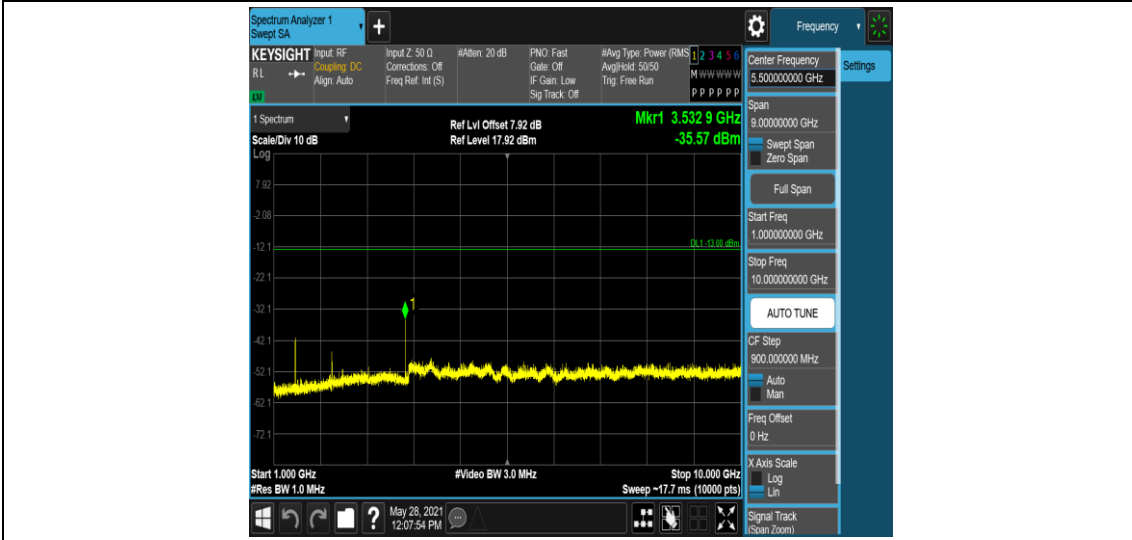 Spectrum Analyzer 1
Swept SA
Frequency
KEYSIGHT
RL
Input: RF
Coupling: DC
Align: Auto
Input Z: 50 Ω
Corrections: Off
Freq Ref: Int (S)
#Atten: 20 dB
PNO: Fast
Gate: Off
IF Gain: Low
Sig Track: Off
#Avg Type: Power (RMS
Avg|Hold: 50/50
Trig: Free Run
1 2 3 4 5 6
M W W W W W
P P P P P P
1 Spectrum
Scale/Div 10 dB
Log
Ref Lvl Offset 7.92 dB
Ref Level 17.92 dBm
Mkr1 3.532 9 GHz
-35.57 dBm
7.92
-2.08
-12.1
DL1 -13.00 dBm
-22.1
-32.1
1
-42.1
-52.1
-62.1
-72.1
Start 1.000 GHz
#Res BW 1.0 MHz
#Video BW 3.0 MHz
Stop 10.000 GHz
Sweep ~17.7 ms (10000 pts)
May 28, 2021
12:07:54 PM
Center Frequency
5.500000000 GHz
Settings
Span
9.00000000 GHz
Swept Span
Zero Span
Full Span
Start Freq
1.000000000 GHz
Stop Freq
10.000000000 GHz
AUTO TUNE
CF Step
900.000000 MHz
Auto
Man
Freq Offset
0 Hz
X Axis Scale
Log
Lin
Signal Track
(Span Zoom)